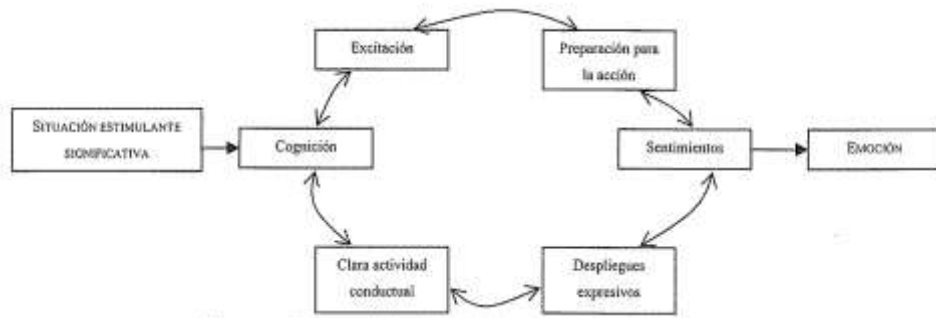 Excitación
Preparación para
la acción
SITUACIÓN ESTIMULANTE
SIGNIFICATIVA
Cognición
Sentimientos
EMOCIÓN
Clara actividad
conductual
Despliegues
expresivos